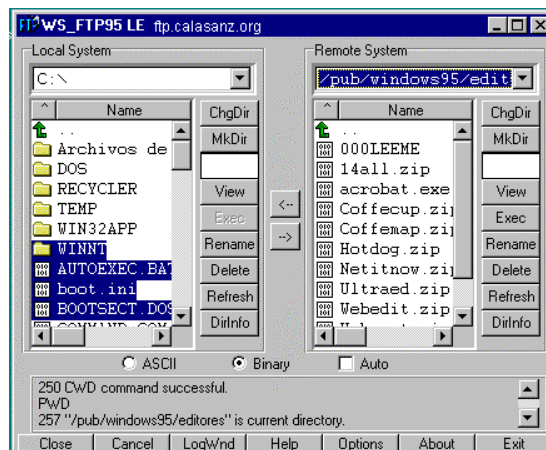 WS_FTP95 LE ftp.calasanz.org
Local System
C:\
^ Name
..
Archivos de
DOS
RECYCLER
TEMP
WIN32APP
WINNT
AUTOEXEC.BAT
boot.ini
BOOTSECT.DOS
COMMAND.COM
ChgDir
MkDir
View
Exec
Rename
Delete
Refresh
DirInfo
<--
-->
Remote System
/pub/windows95/edit
^ Name
..
000LEEME
14all.zip
acrobat.exe
Coffecup.zip
Coffemap.zip
Hotdog.zip
Netitnow.zip
Ultraed.zip
Webedit.zip
ChgDir
MkDir
View
Exec
Rename
Delete
Refresh
DirInfo
ASCII Binary Auto
250 CWD command successful.
PWD
257 "/pub/windows95/editores" is current directory.
Close Cancel LogWnd Help Options About Exit